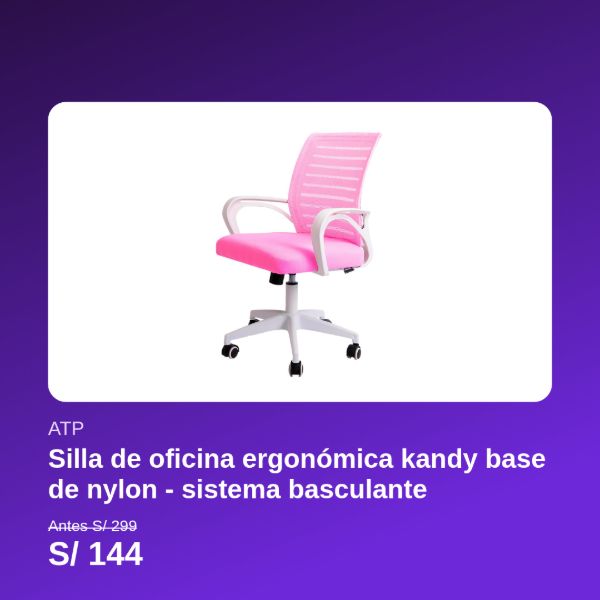 ATP
Silla de oficina ergonómica kandy base
de nylon - sistema basculante
Antes S/ 299
S/ 144